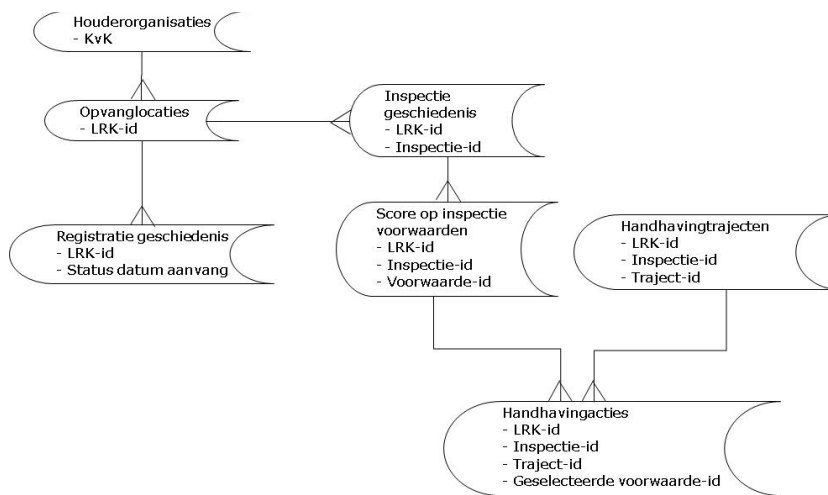 Houderorganisaties
- KvK
Opvanglocaties
- LRK-id
Inspectie
geschiedenis
- LRK-id
- Inspectie-id
Registratie geschiedenis
- LRK-id
- Status datum aanvang
Score op inspectie
voorwaarden
- LRK-id
- Inspectie-id
- Voorwaarde-id
Handhavingtrajecten
- LRK-id
- Inspectie-id
- Traject-id
Handhavingacties
- LRK-id
- Inspectie-id
- Traject-id
- Geselecteerde voorwaarde-id